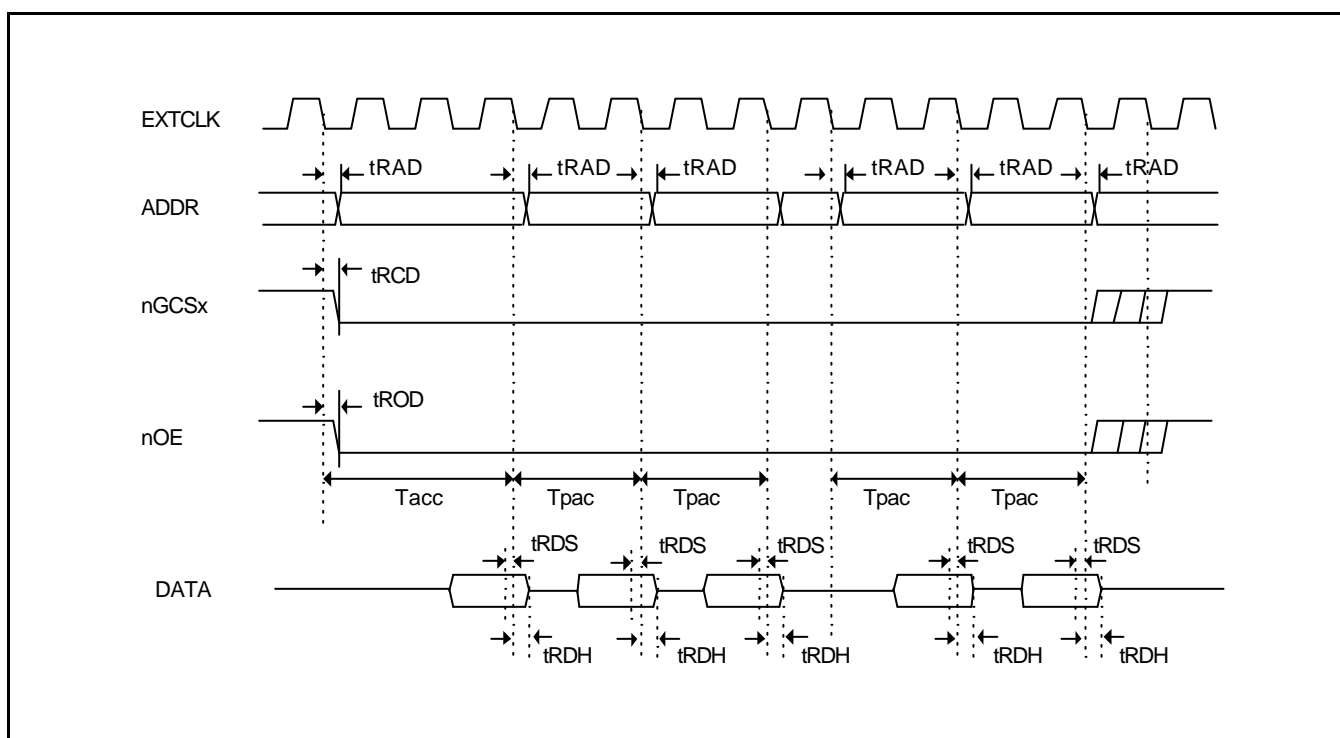 EXTCLK
tRAD tRAD tRAD tRAD tRAD tRAD
ADDR
tRCD
nGCSx
tROD
nOE
Tacc Tpac Tpac Tpac Tpac
tRDS tRDS tRDS tRDS tRDS
DATA
tRDH tRDH tRDH tRDH tRDH